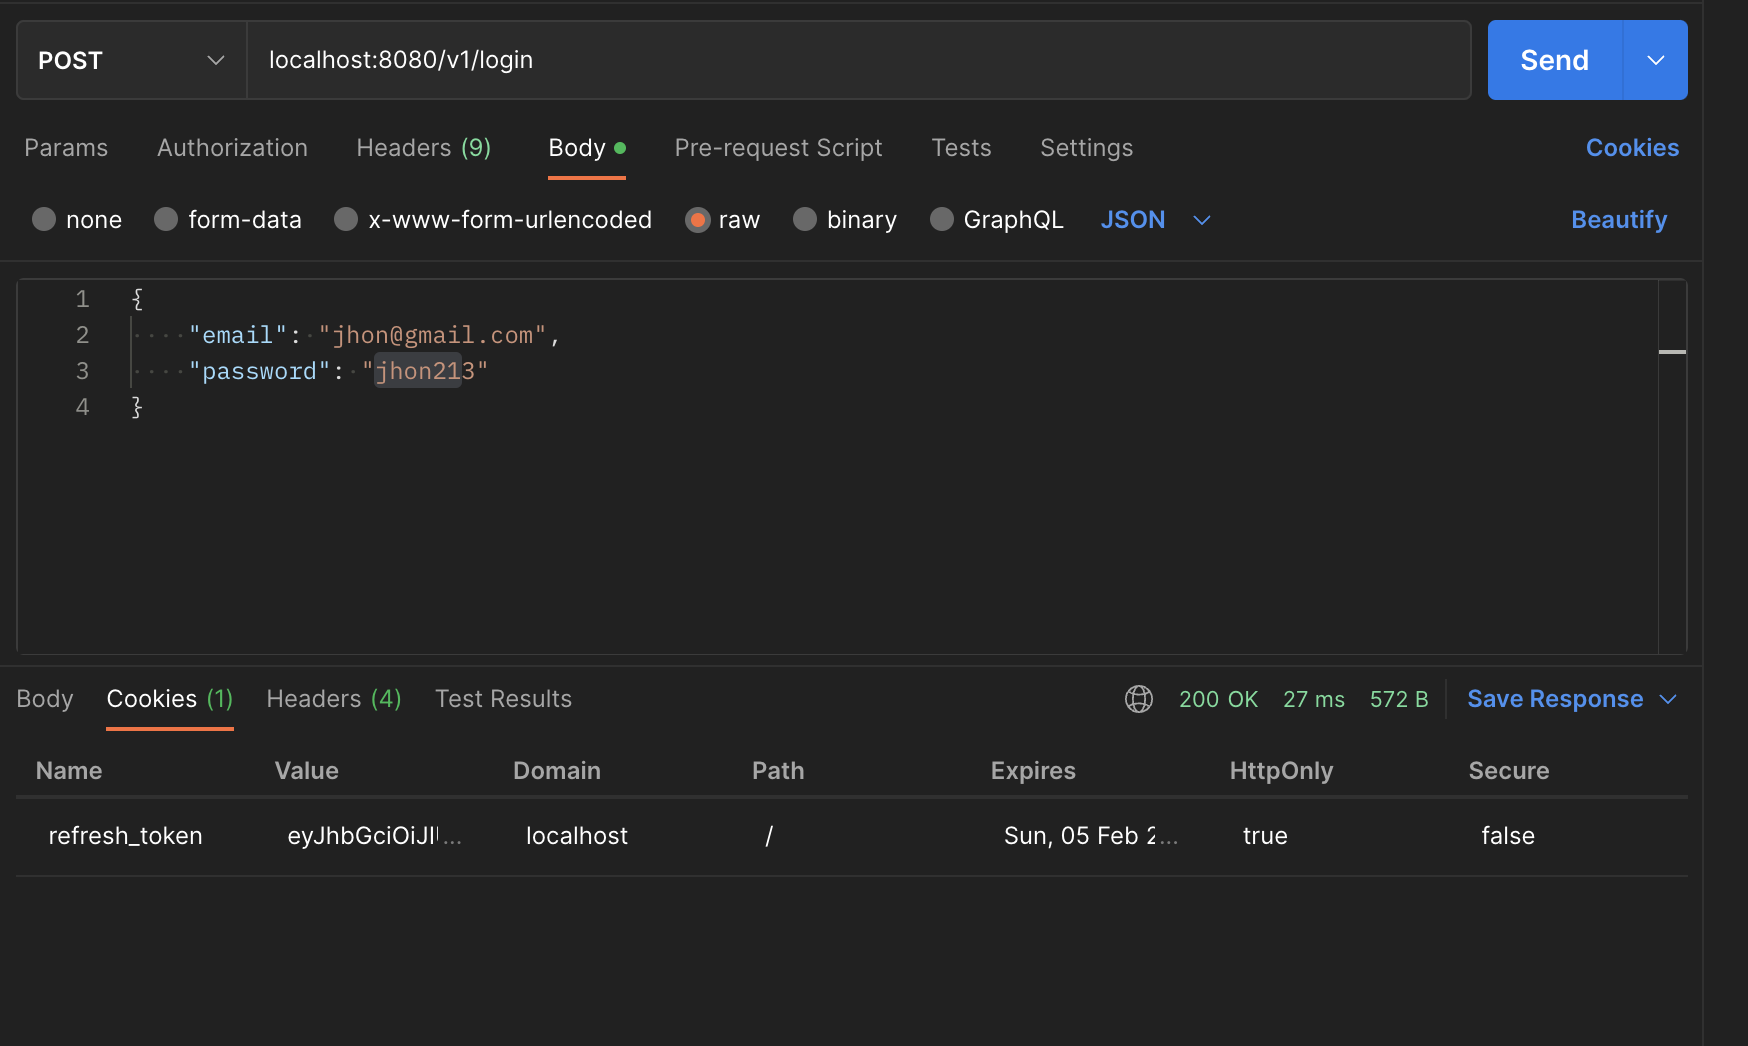 POST localhost:8080/v1/login Send
Params Authorization Headers (9) Body Pre-request Script Tests Settings Cookies
none form-data x-www-form-urlencoded raw binary GraphQL JSON Beautify
1 {
2 "email": "jhon@gmail.com",
3 "password": "jhon213"
4 }
Body Cookies (1) Headers (4) Test Results 200 OK 27 ms 572 B Save Response
Name Value Domain Path Expires HttpOnly Secure
refresh_token eyJhbGciOiJI... localhost / Sun, 05 Feb 2... true false